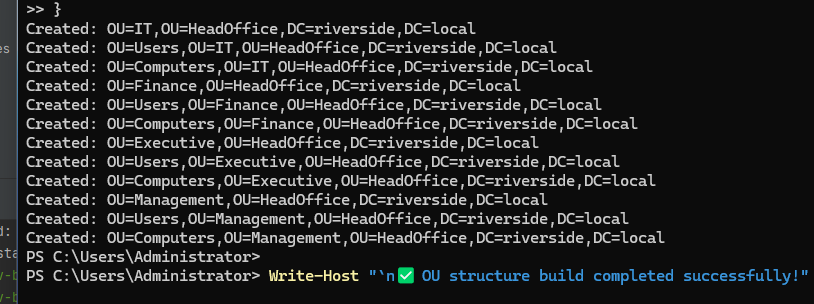 >> }
Created: OU=IT,OU=HeadOffice,DC=riverside,DC=local
Created: OU=Users,OU=IT,OU=HeadOffice,DC=riverside,DC=local
Created: OU=Computers,OU=IT,OU=HeadOffice,DC=riverside,DC=local
Created: OU=Finance,OU=HeadOffice,DC=riverside,DC=local
Created: OU=Users,OU=Finance,OU=HeadOffice,DC=riverside,DC=local
Created: OU=Computers,OU=Finance,OU=HeadOffice,DC=riverside,DC=local
Created: OU=Executive,OU=HeadOffice,DC=riverside,DC=local
Created: OU=Users,OU=Executive,OU=HeadOffice,DC=riverside,DC=local
Created: OU=Computers,OU=Executive,OU=HeadOffice,DC=riverside,DC=local
Created: OU=Management,OU=HeadOffice,DC=riverside,DC=local
Created: OU=Users,OU=Management,OU=HeadOffice,DC=riverside,DC=local
Created: OU=Computers,OU=Management,OU=HeadOffice,DC=riverside,DC=local
PS C:\Users\Administrator>
PS C:\Users\Administrator> Write-Host "`n✅ OU structure build completed successfully!"